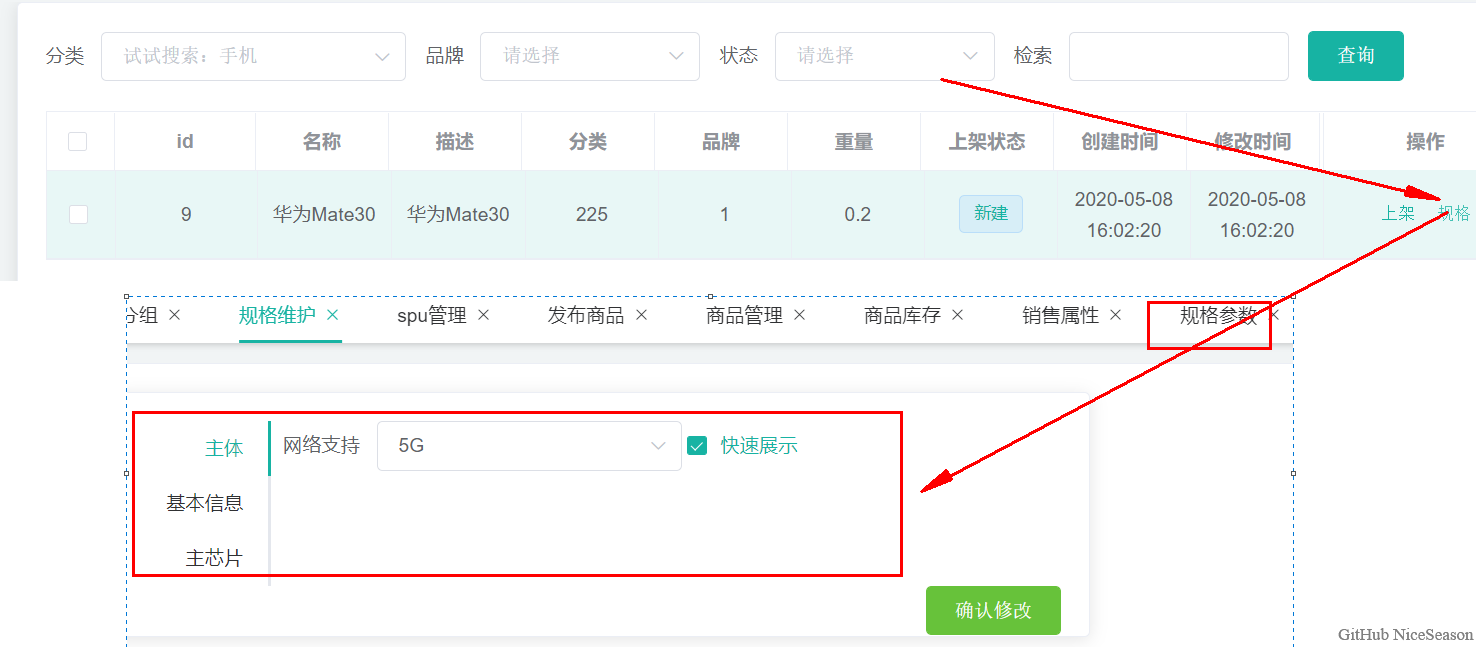 分类 试试搜索：手机 品牌 请选择 状态 请选择 检索 查询
id 名称 描述 分类 品牌 重量 上架状态 创建时间 修改时间 操作
9 华为Mate30 华为Mate30 225 1 0.2 新建 2020-05-08 16:02:20 2020-05-08 16:02:20 上架 规格
分组 × 规格维护 × spu管理 × 发布商品 × 商品管理 × 商品库存 × 销售属性 × 规格参数 ×
主体 网络支持 5G 快速展示
基本信息
主芯片
确认修改
GitHub NiceSeason